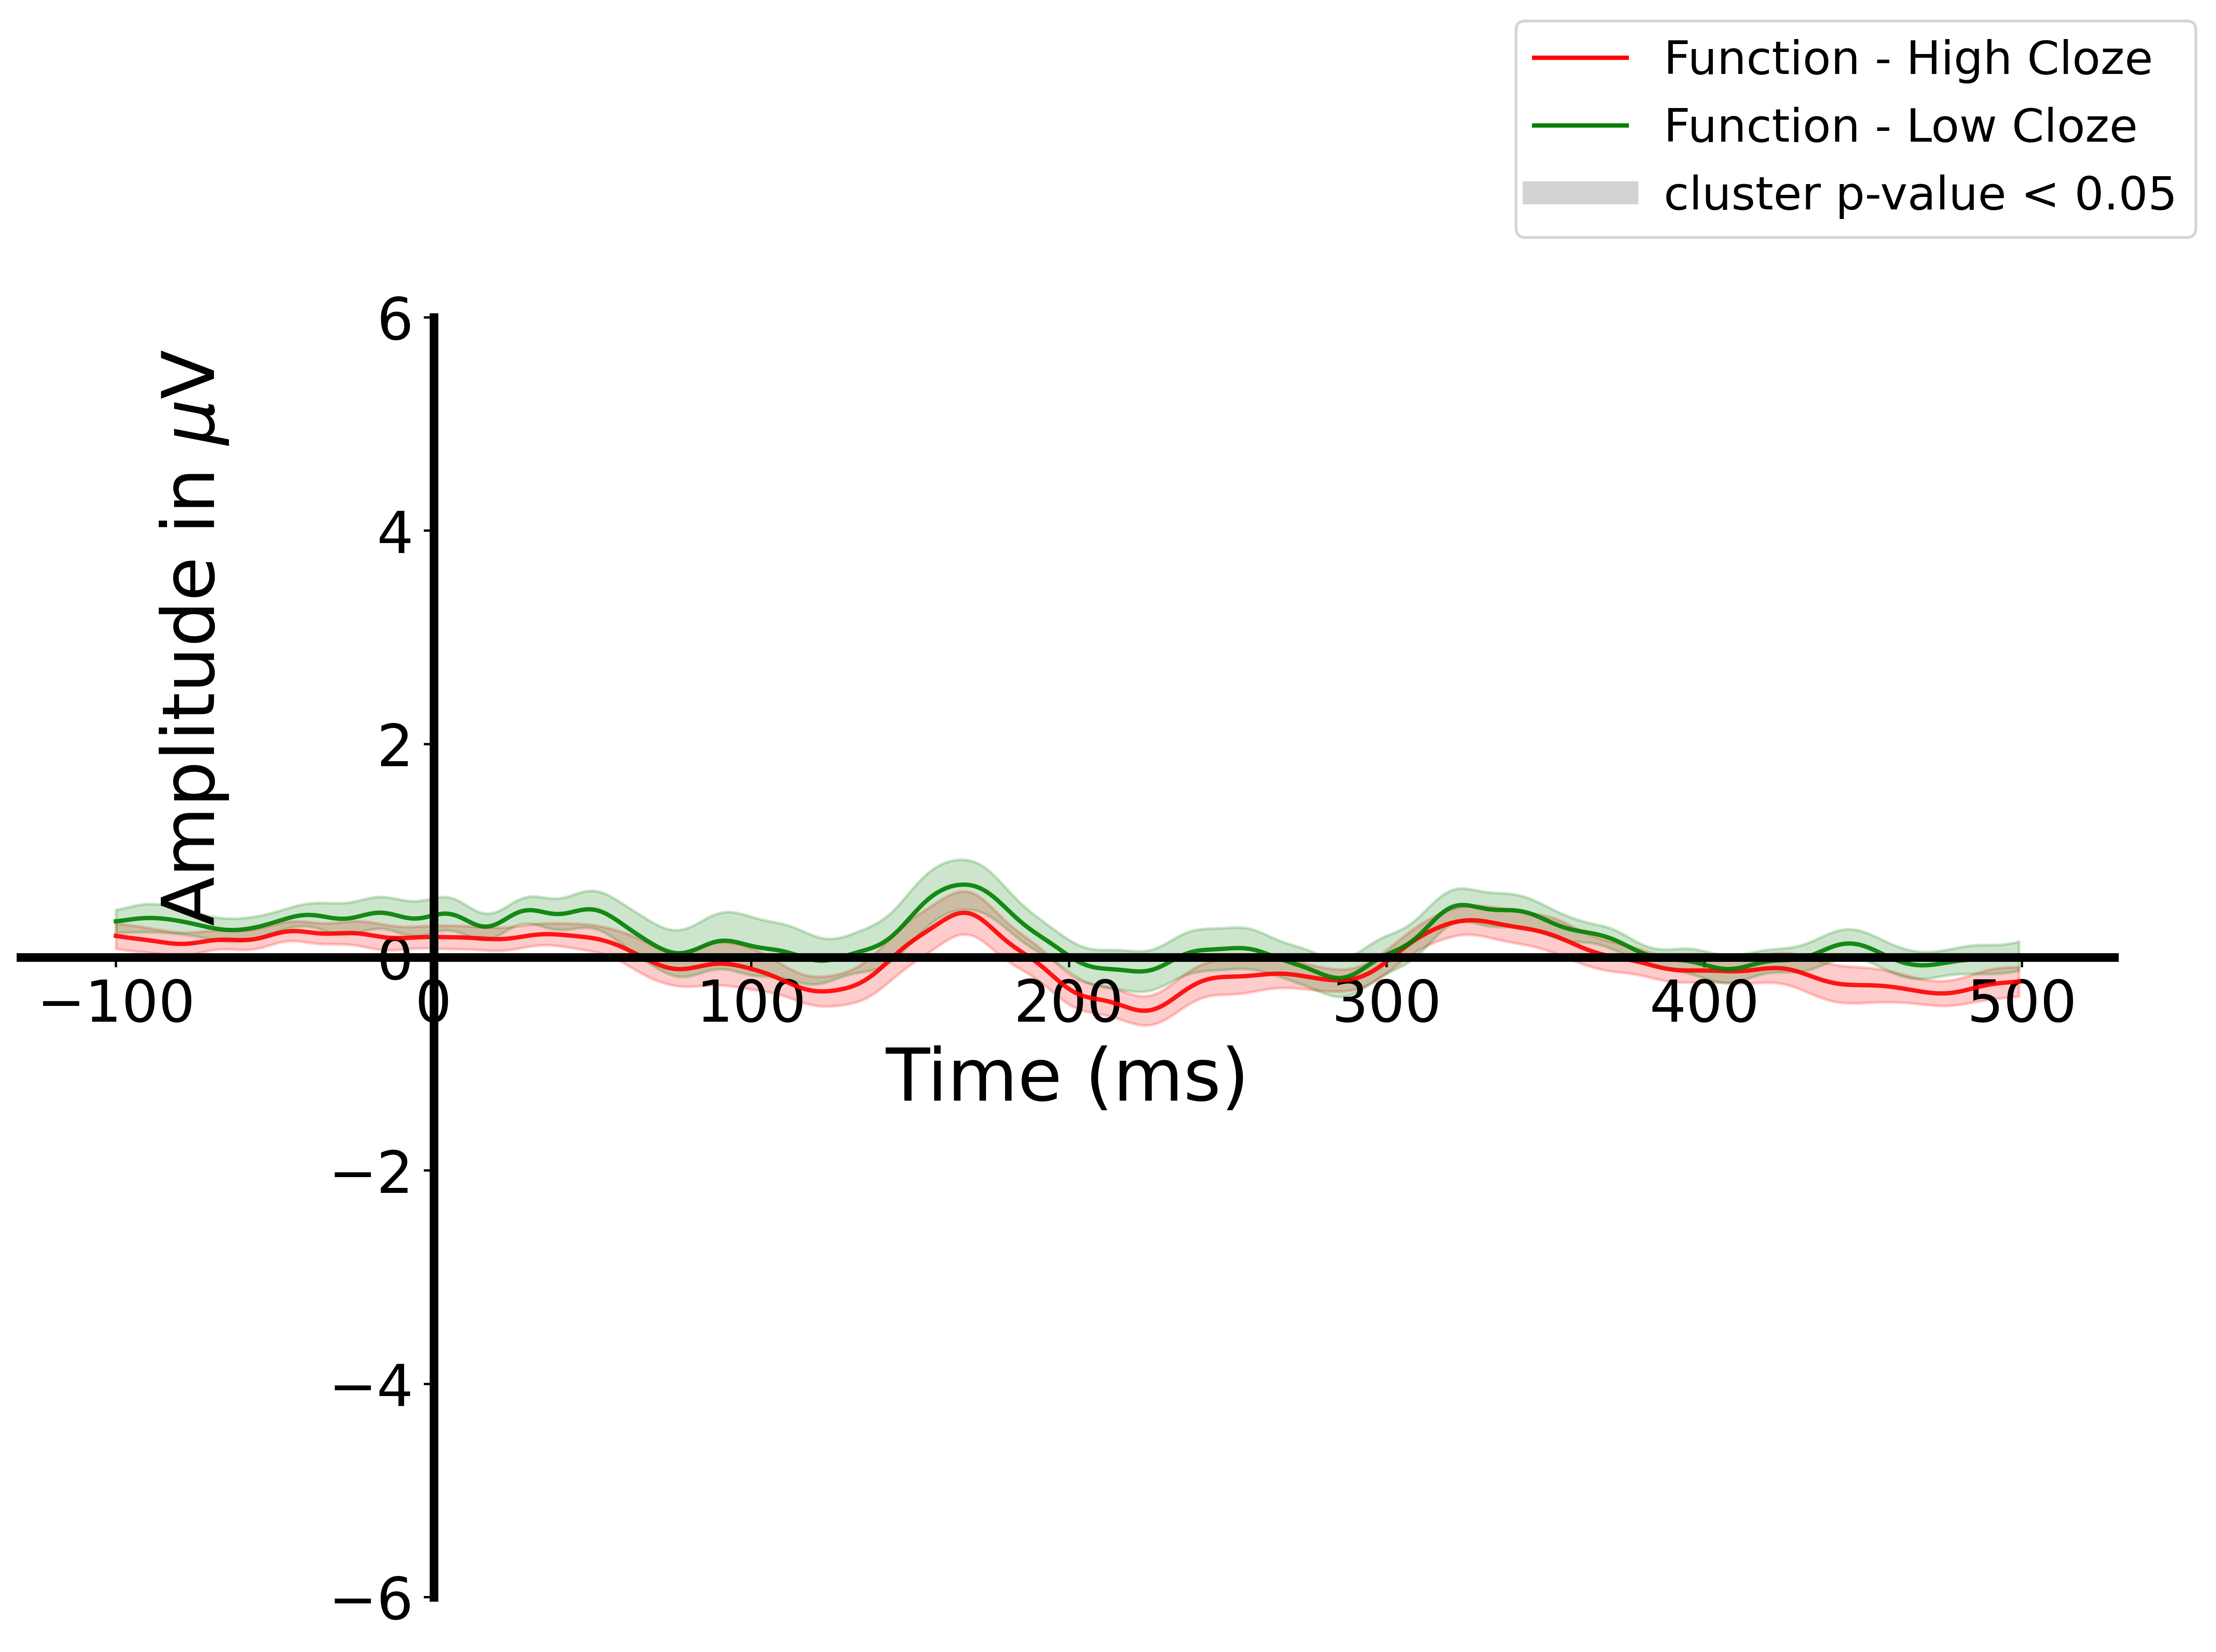 Function - High Cloze
Function - Low Cloze
cluster p-value < 0.05
Amplitude in µV
6
4
2
0
−2
−4
−6
−100 0 100 200 300 400 500
Time (ms)